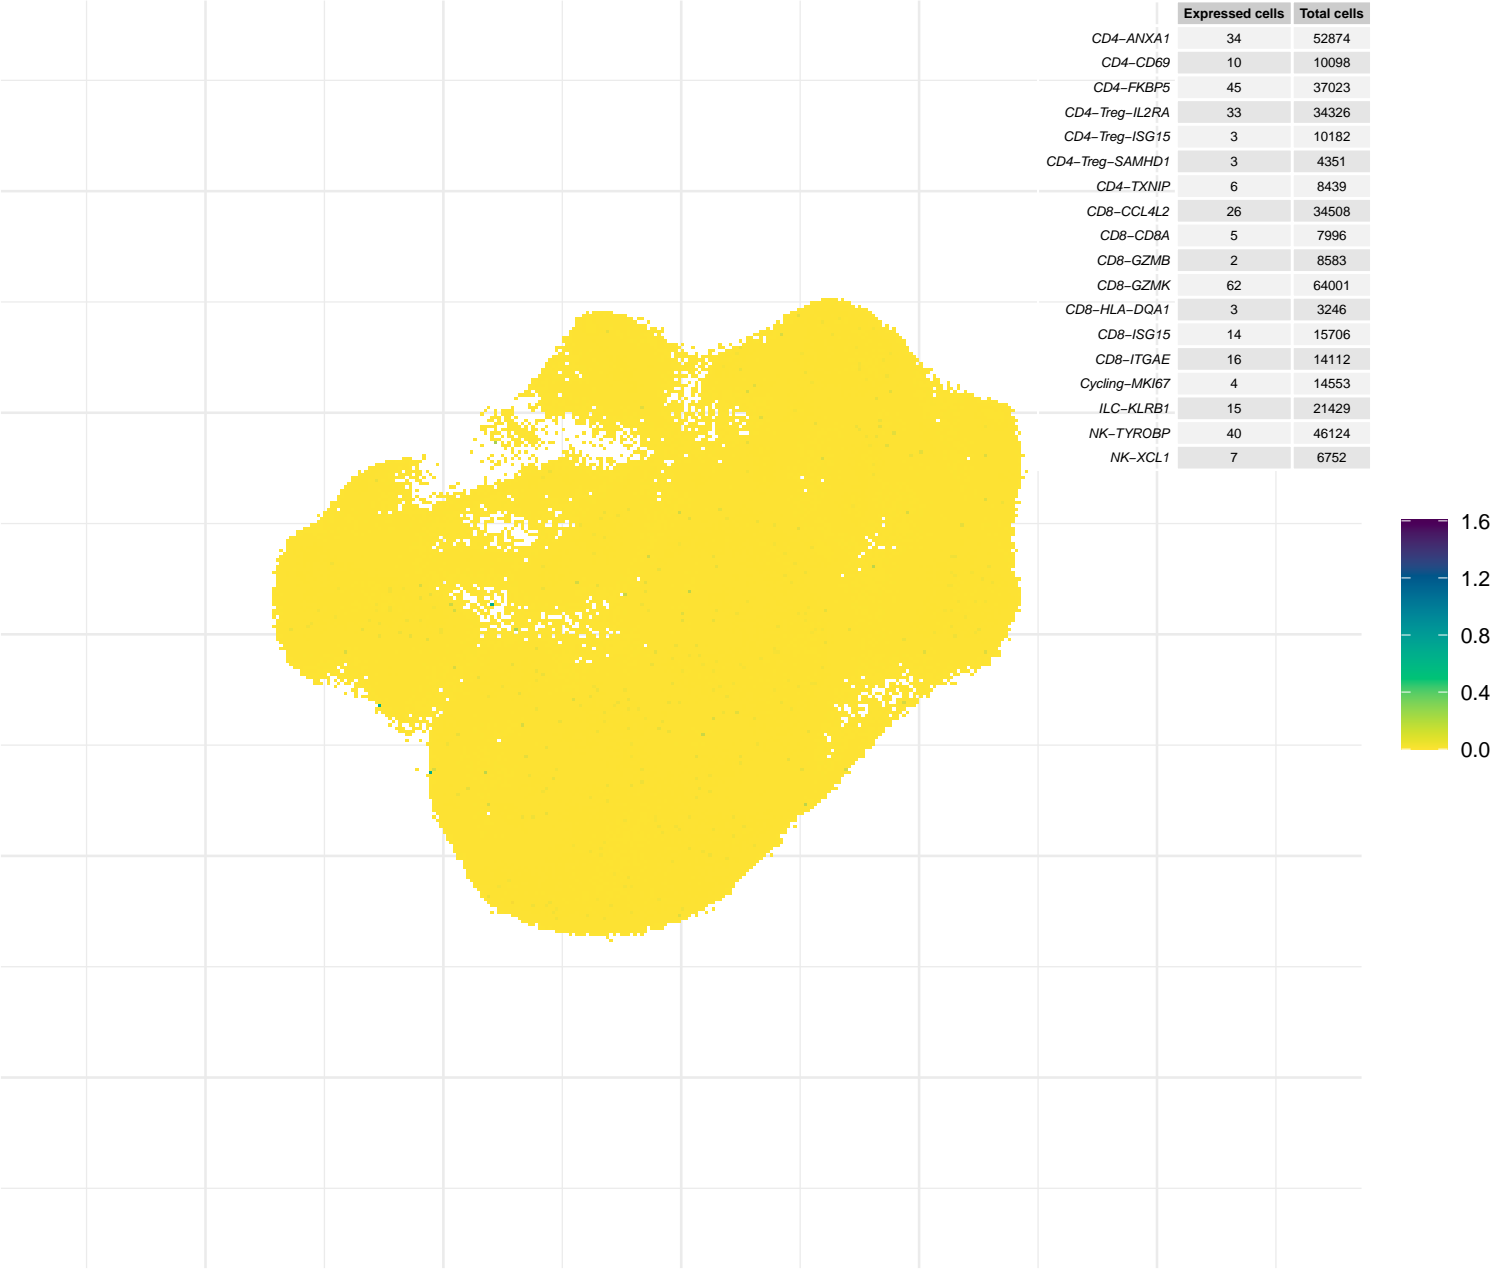 Expressed cells Total cells
CD4−ANXA1 34 52874
CD4−CD69 10 10098
CD4−FKBP5 45 37023
CD4−Treg−IL2RA 33 34326
CD4−Treg−ISG15 3 10182
CD4−Treg−SAMHD1 3 4351
CD4−TXNIP 6 8439
CD8−CCL4L2 26 34508
CD8−CD8A 5 7996
CD8−GZMB 2 8583
CD8−GZMK 62 64001
CD8−HLA−DQA1 3 3246
CD8−ISG15 14 15706
CD8−ITGAE 16 14112
Cycling−MKI67 4 14553
ILC−KLRB1 15 21429
NK−TYROBP 40 46124
NK−XCL1 7 6752
1.6
1.2
0.8
0.4
0.0